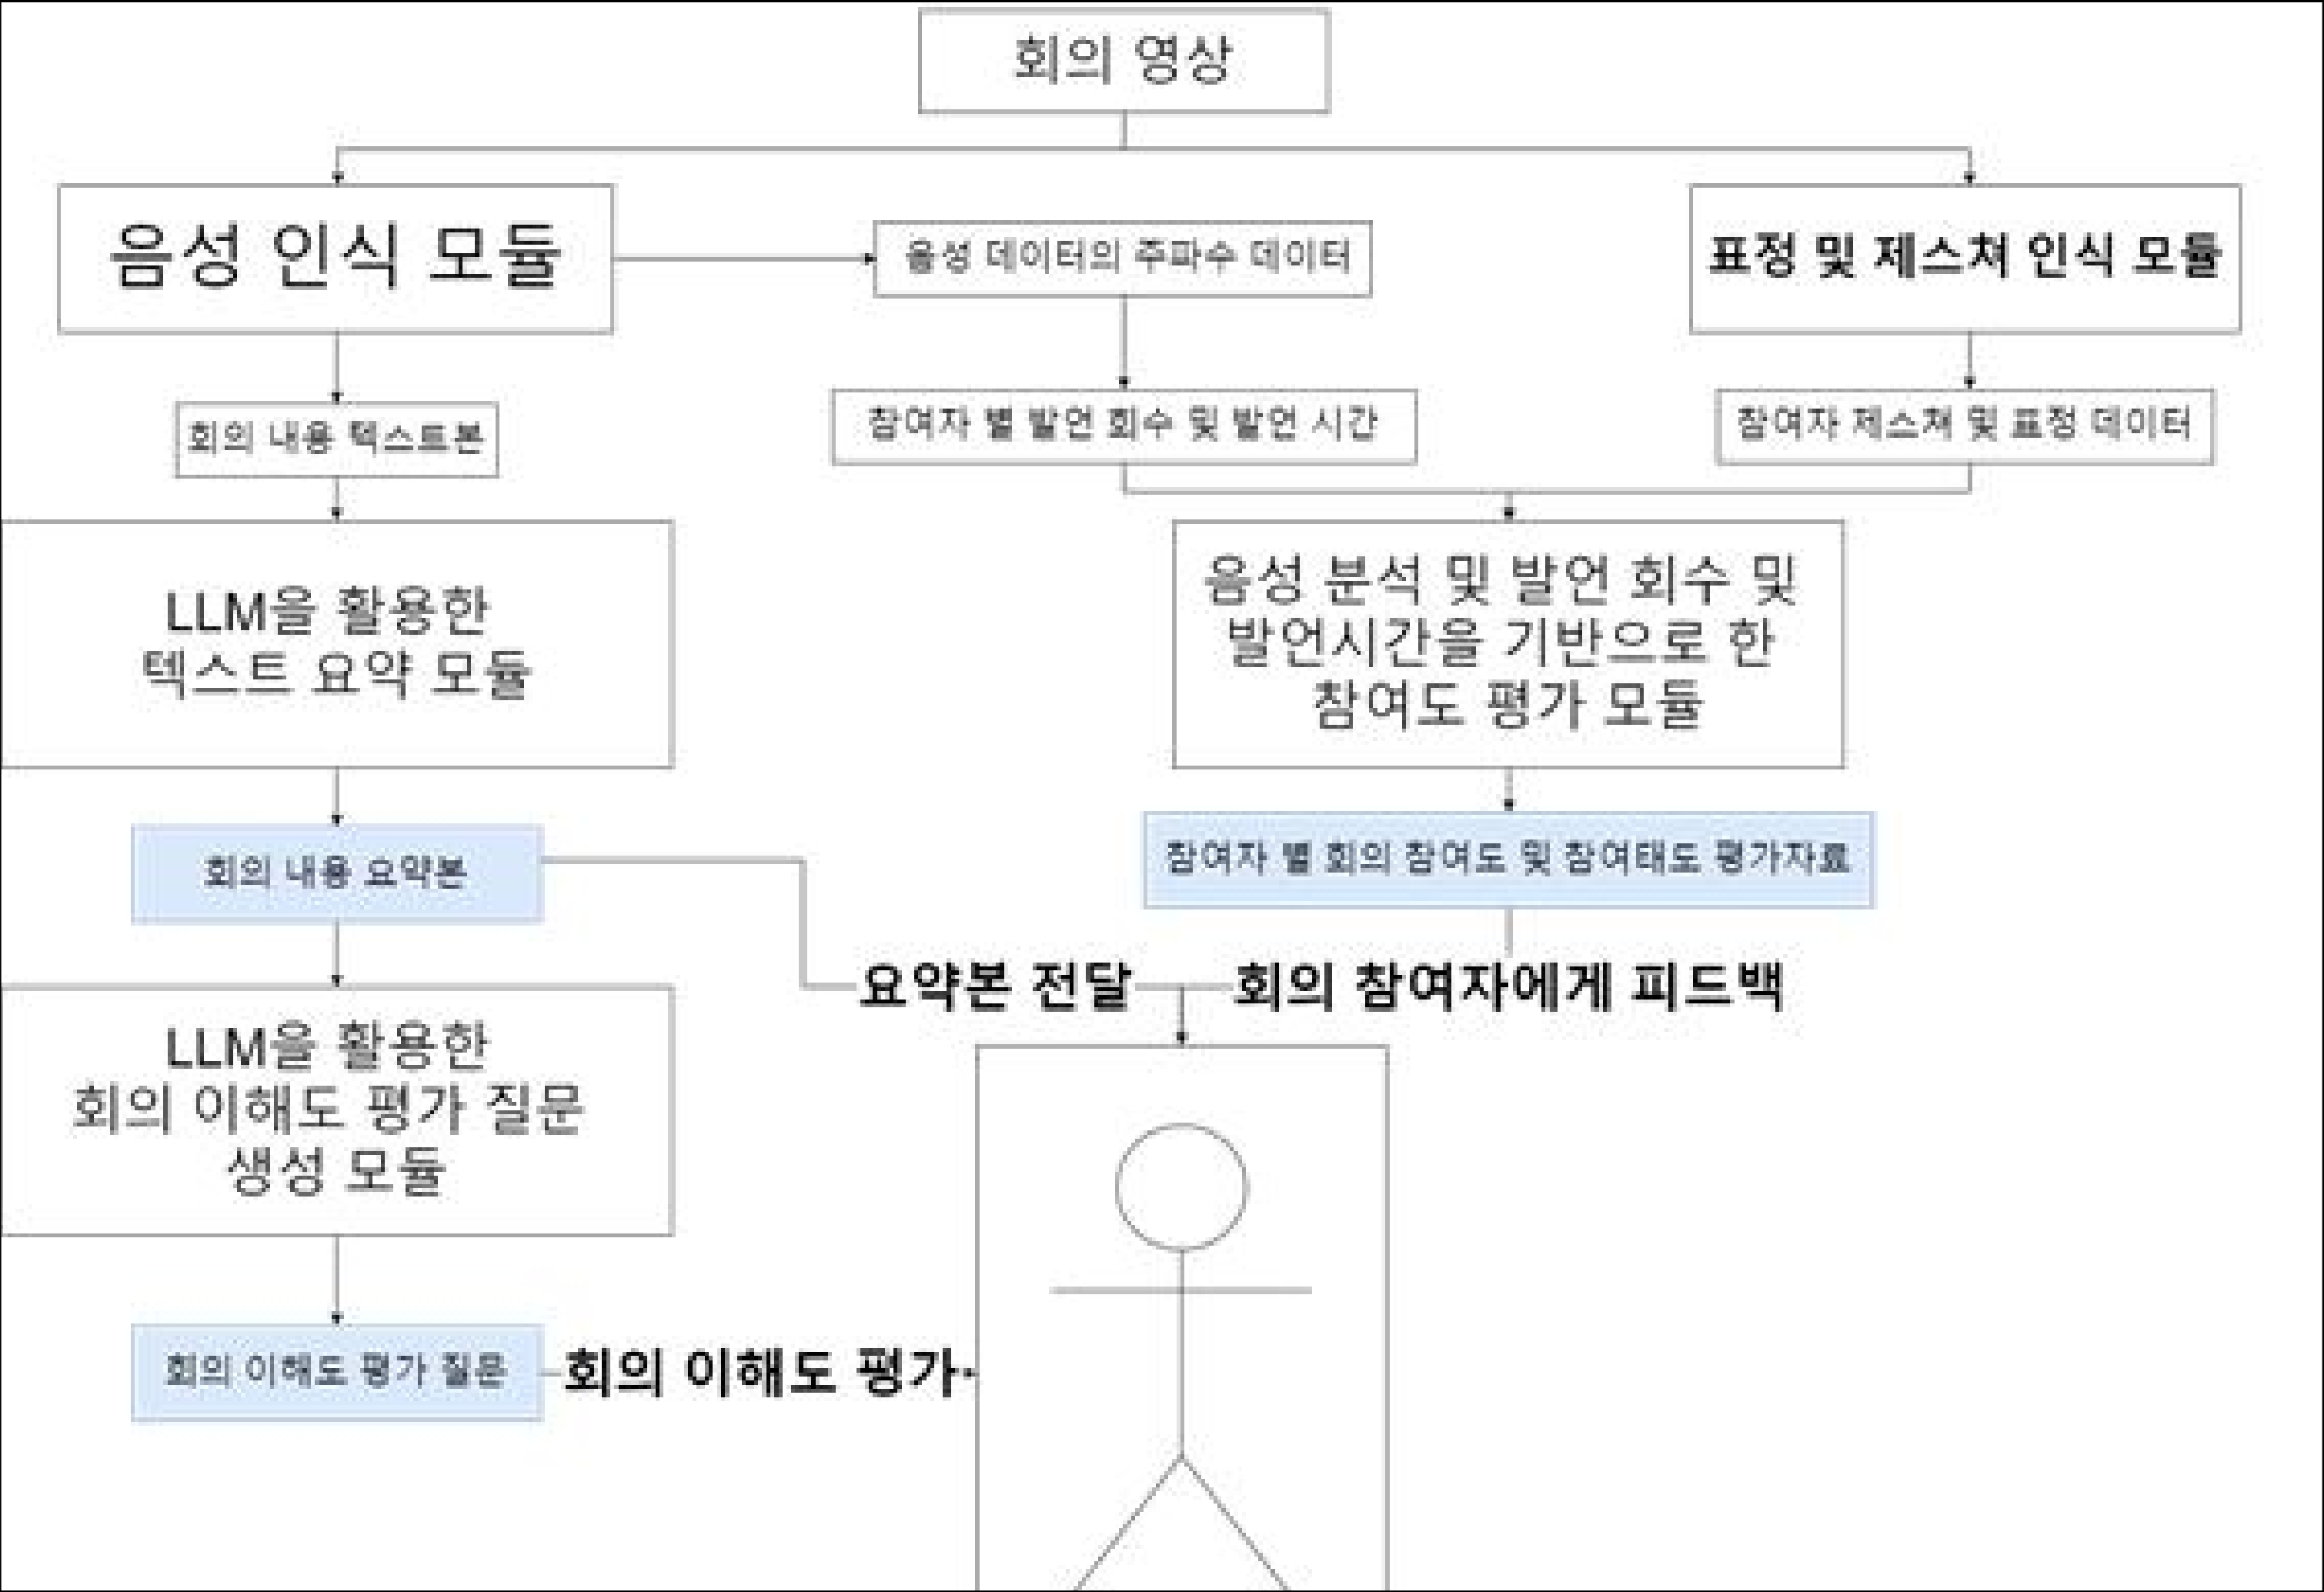 회의 영상
음성 인식 모듈
음성 데이터의 주파수 데이터
표정 및 제스쳐 인식 모듈
회의 내용 텍스트본
참여자 별 발언 회수 및 발언 시간
참여자 제스쳐 및 표정 데이터
LLM을 활용한
텍스트 요약 모듈
음성 분석 및 발언 회수 및
발언시간을 기반으로 한
참여도 평가 모듈
회의 내용 요약본
참여자 별 회의 참여도 및 참여태도 평가자료
요약본 전달
회의 참여자에게 피드백
LLM을 활용한
회의 이해도 평가 질문
생성 모듈
회의 이해도 평가 질문
회의 이해도 평가